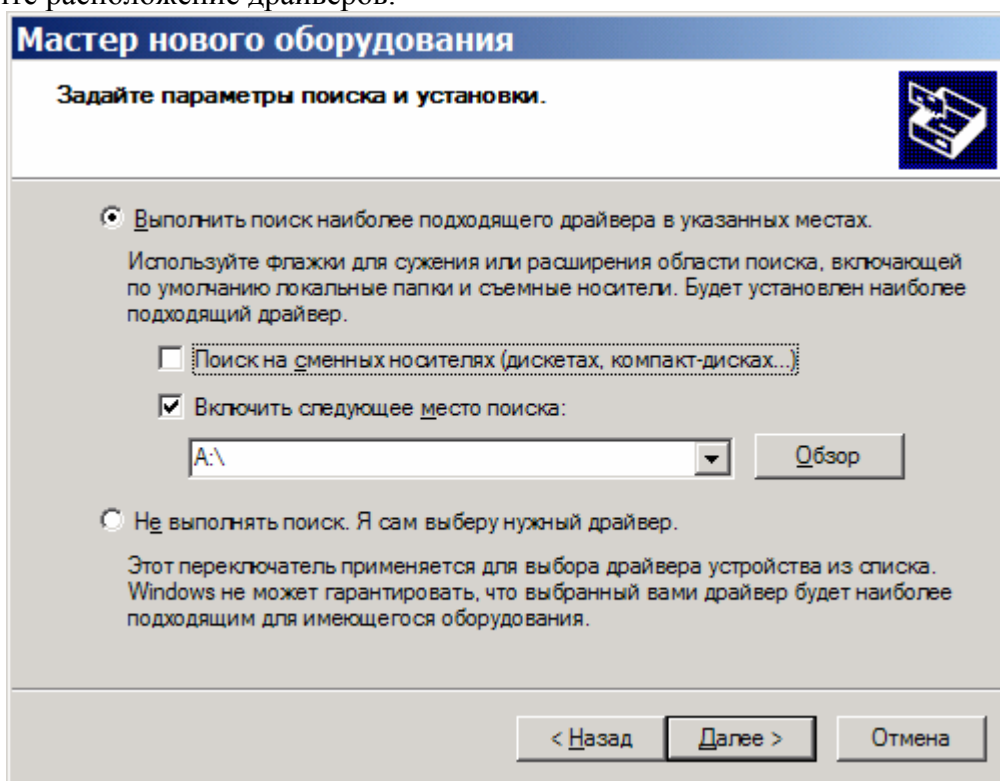 расположение драйверов.
Мастер нового оборудования
Задайте параметры поиска и установки.
Выполнить поиск наиболее подходящего драйвера в указанных местах.
Используйте флажки для сужения или расширения области поиска, включающей
по умолчанию локальные папки и съемные носители. Будет установлен наиболее
подходящий драйвер.
Поиск на сменных носителях (дискетах, компакт-дисках...)
Включить следующее место поиска:
A:\
Обзор
Не выполнять поиск. Я сам выберу нужный драйвер.
Этот переключатель применяется для выбора драйвера устройства из списка.
Windows не может гарантировать, что выбранный вами драйвер будет наиболее
подходящим для имеющегося оборудования.
< Назад
Далее >
Отмена